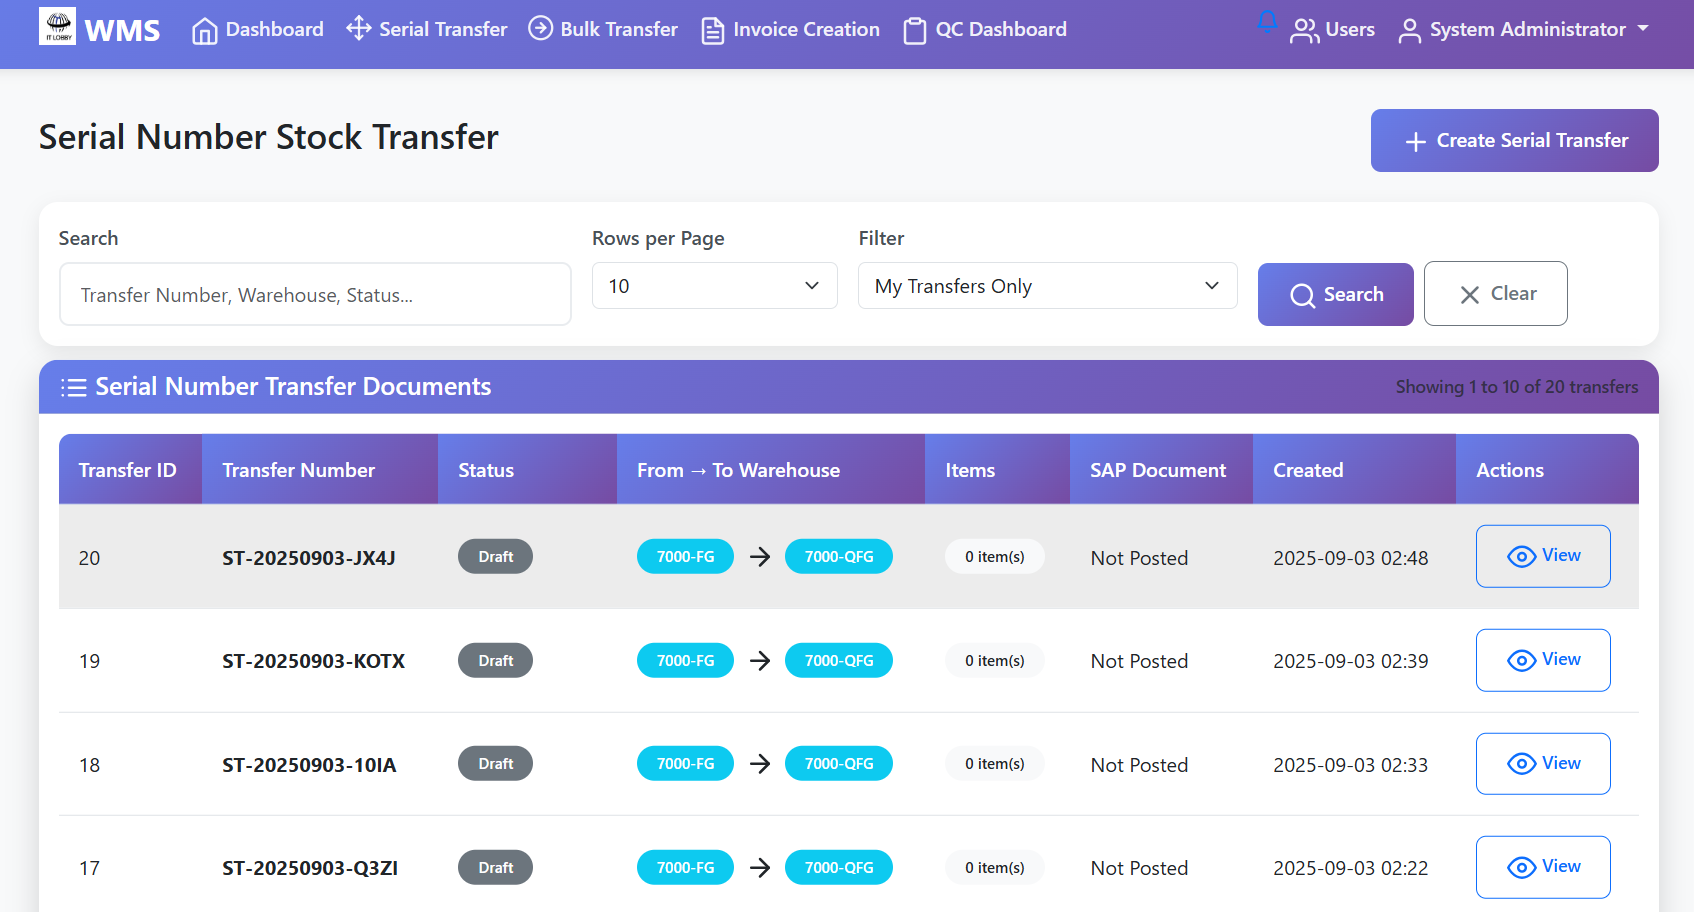 IT LOBBY
WMS Dashboard Serial Transfer Bulk Transfer Invoice Creation QC Dashboard Users System Administrator
Serial Number Stock Transfer
+ Create Serial Transfer
Search Rows per Page Filter
Transfer Number, Warehouse, Status... 10 My Transfers Only Search Clear
Serial Number Transfer Documents Showing 1 to 10 of 20 transfers
Transfer ID Transfer Number Status From → To Warehouse Items SAP Document Created Actions
20 ST-20250903-JX4J Draft 7000-FG → 7000-QFG 0 item(s) Not Posted 2025-09-03 02:48 View
19 ST-20250903-KOTX Draft 7000-FG → 7000-QFG 0 item(s) Not Posted 2025-09-03 02:39 View
18 ST-20250903-10IA Draft 7000-FG → 7000-QFG 0 item(s) Not Posted 2025-09-03 02:33 View
17 ST-20250903-Q3ZI Draft 7000-FG → 7000-QFG 0 item(s) Not Posted 2025-09-03 02:22 View